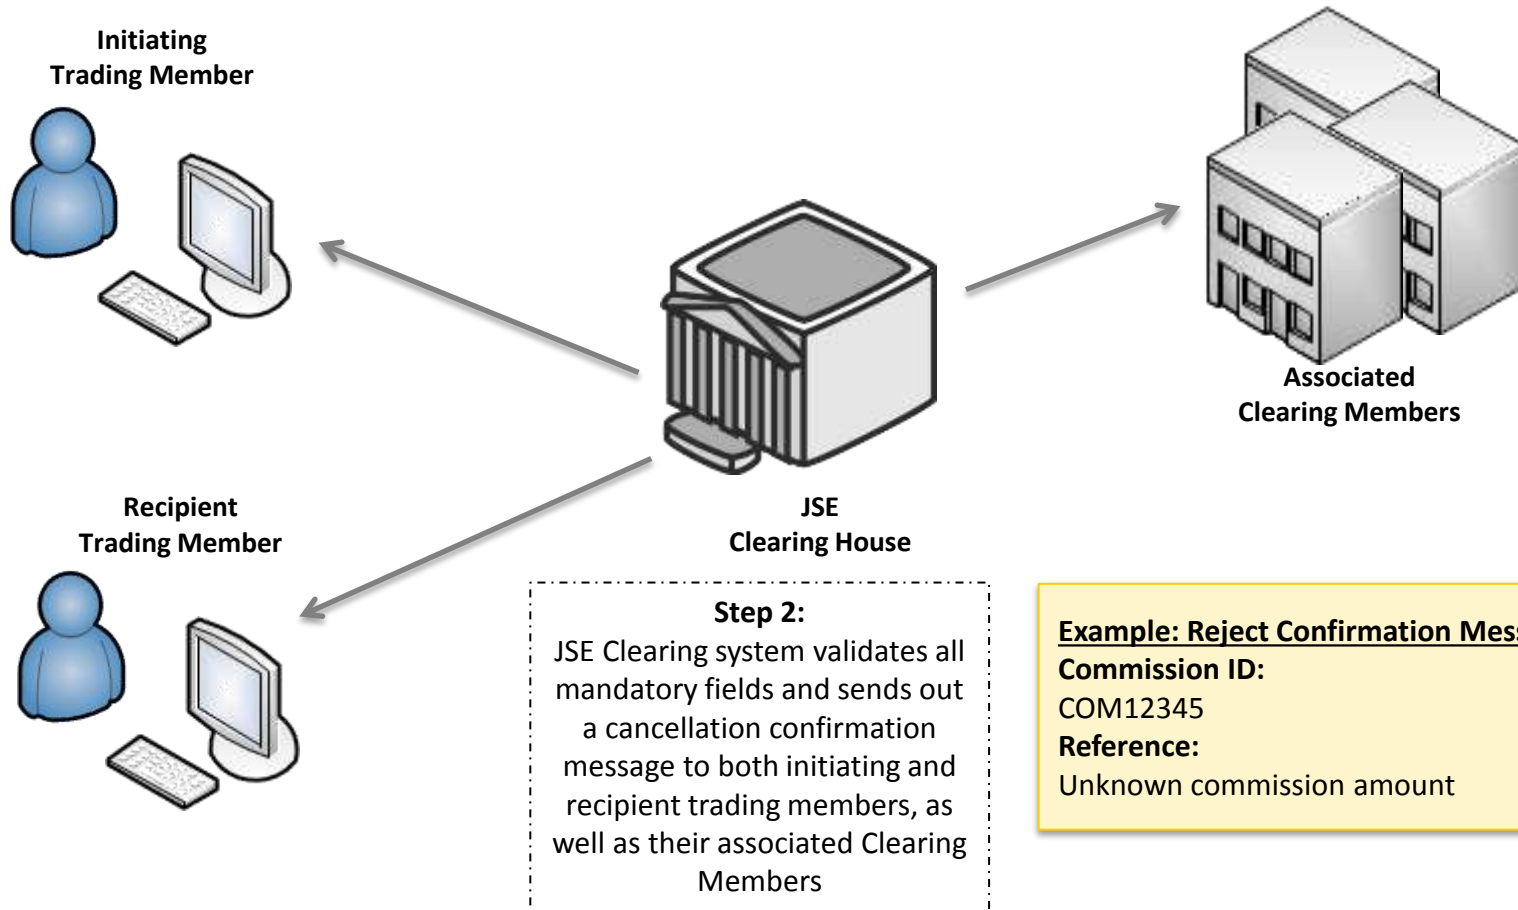 Initiating
Trading Member
Associated
Clearing Members
Recipient
Trading Member
JSE
Clearing House
Step 2:
JSE Clearing system validates all
mandatory fields and sends out
a cancellation confirmation
message to both initiating and
recipient trading members, as
well as their associated Clearing
Members
Example: Reject Confirmation
Commission ID:
COM12345
Reference:
Unknown commission amount